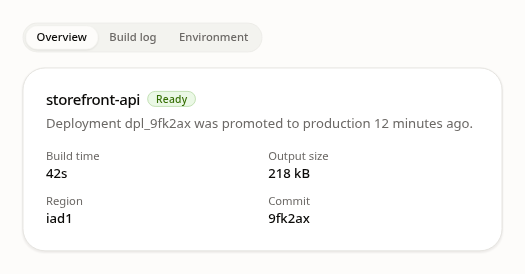 Overview Build log Environment
storefront-api Ready
Deployment dpl_9fk2ax was promoted to production 12 minutes ago.
Build time Output size
42s 218 kB
Region Commit
iad1 9fk2ax